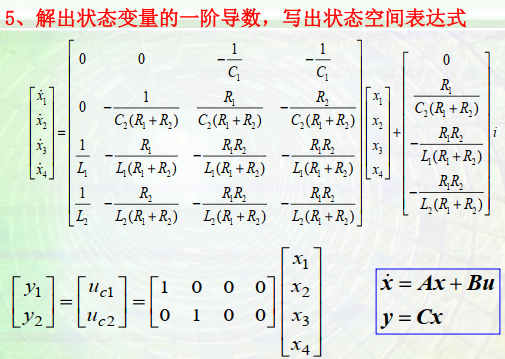 5、解出状态变量的一阶导数，写出状态空间表达式
\begin{bmatrix} \dot{x}_1 \\ \dot{x}_2 \\ \dot{x}_3 \\ \dot{x}_4 \end{bmatrix} = \begin{bmatrix} 0 & 0 & -\frac{1}{C_1} & -\frac{1}{C_1} \\ 0 & -\frac{1}{C_2(R_1+R_2)} & \frac{R_1}{C_2(R_1+R_2)} & -\frac{R_2}{C_2(R_1+R_2)} \\ \frac{1}{L_1} & -\frac{R_1}{L_1(R_1+R_2)} & -\frac{R_1R_2}{L_1(R_1+R_2)} & -\frac{R_1R_2}{L_1(R_1+R_2)} \\ \frac{1}{L_2} & -\frac{R_2}{L_2(R_1+R_2)} & -\frac{R_1R_2}{L_2(R_1+R_2)} & -\frac{R_1R_2}{L_2(R_1+R_2)} \end{bmatrix} \begin{bmatrix} x_1 \\ x_2 \\ x_3 \\ x_4 \end{bmatrix} + \begin{bmatrix} 0 \\ \frac{R_1}{C_2(R_1+R_2)} \\ -\frac{R_1R_2}{L_1(R_1+R_2)} \\ -\frac{R_1R_2}{L_2(R_1+R_2)} \end{bmatrix} i
\begin{bmatrix} y_1 \\ y_2 \end{bmatrix} = \begin{bmatrix} u_{c1} \\ u_{c2} \end{bmatrix} = \begin{bmatrix} 1 & 0 & 0 & 0 \\ 0 & 1 & 0 & 0 \end{bmatrix} \begin{bmatrix} x_1 \\ x_2 \\ x_3 \\ x_4 \end{bmatrix}
\dot{x} = Ax + Bu
y = Cx